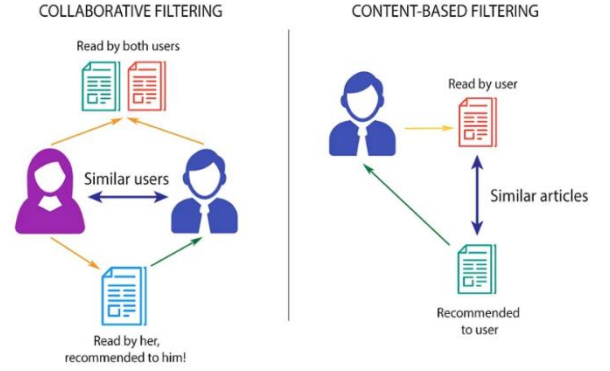 COLLABORATIVE FILTERING
Read by both users
Similar users
Read by her,
recommended to him!
CONTENT-BASED FILTERING
Read by user
Similar articles
Recommended
to user